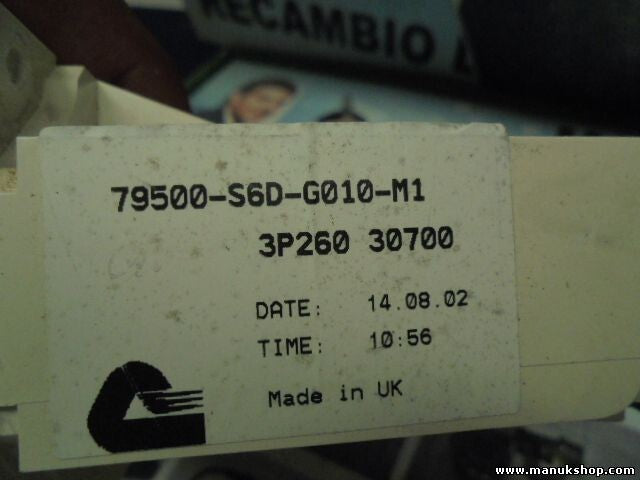 RECAMBIO
79500-S6D-G010-M1
3P260 30700
DATE: 14.08.02
TIME: 10:56
Made in UK
www.manukshop.com